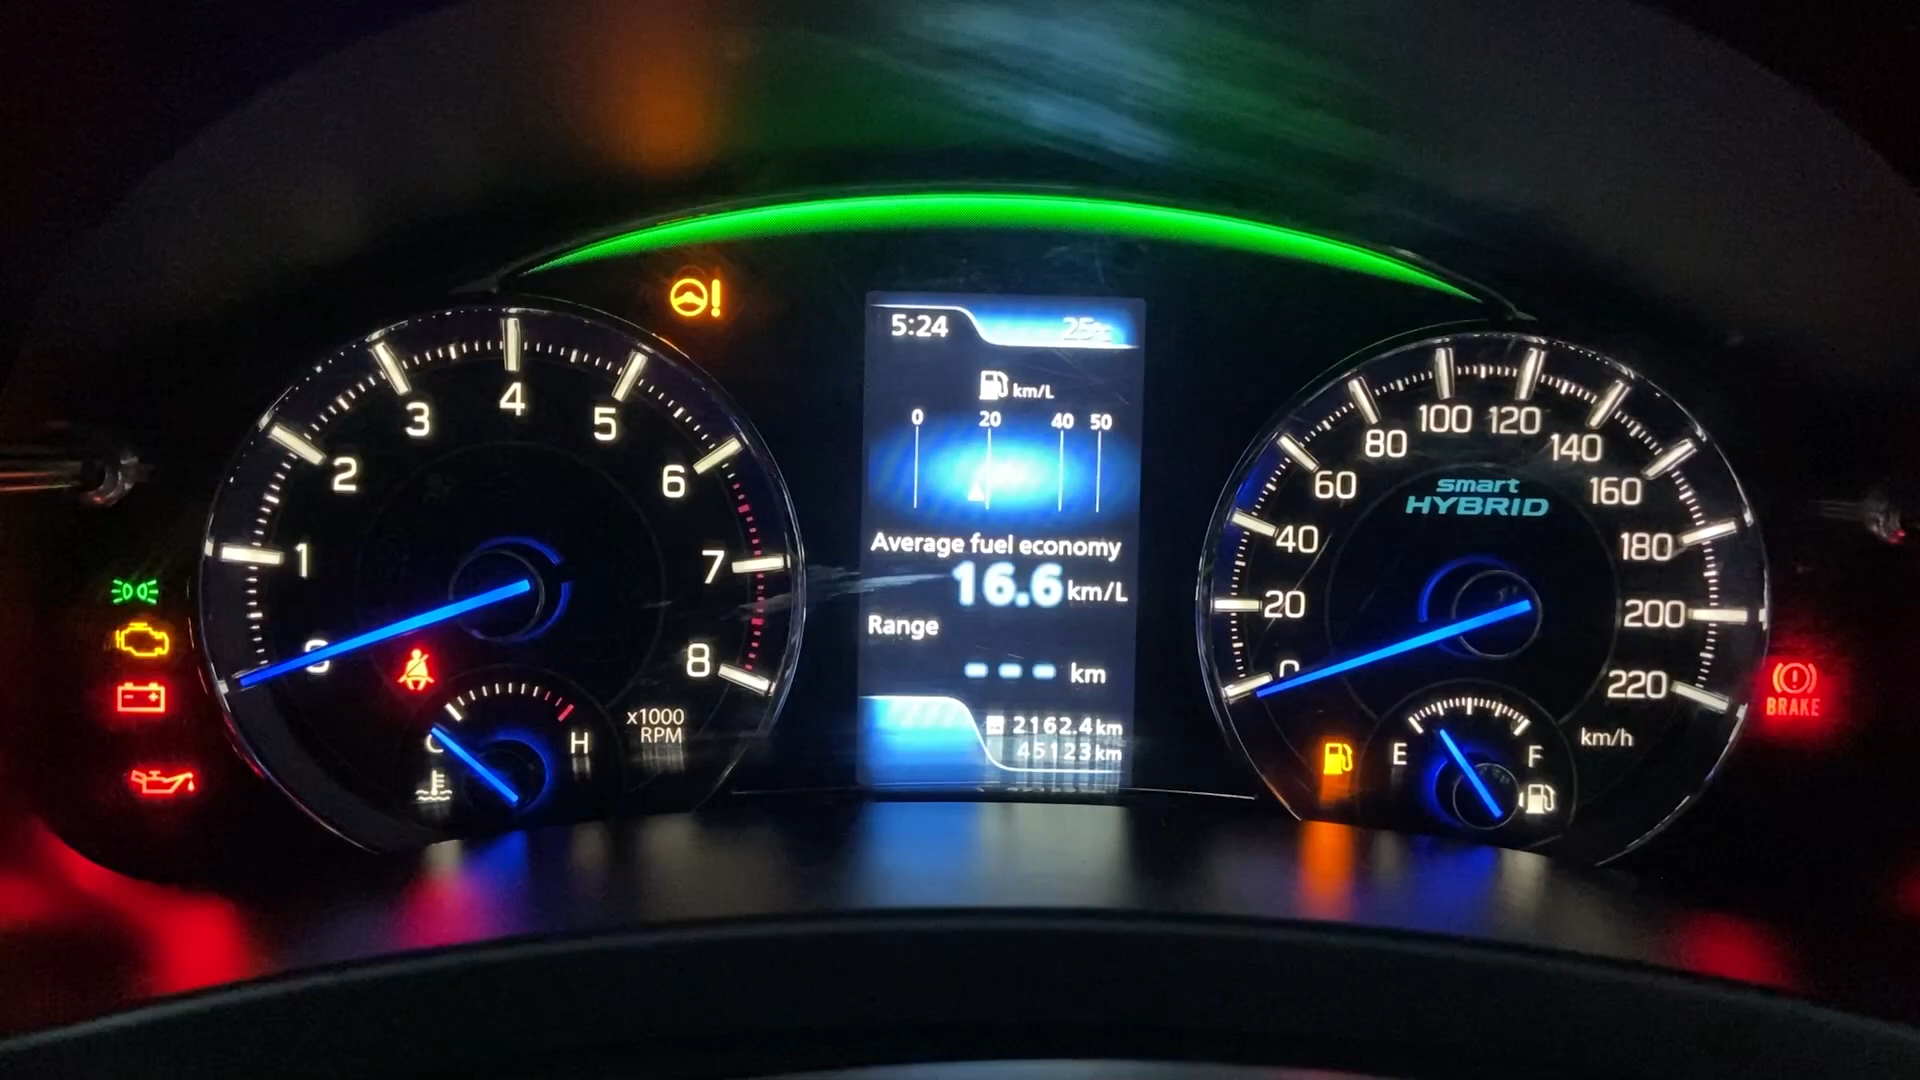 5:24
25°C
km/L
0 20 40 50
Average fuel economy
16.6 km/L
Range
--- km
2162.4 km
45123 km
0
1
2
3
4
5
6
7
8
x1000
RPM
C
H
smart
HYBRID
0
20
40
60
80
100
120
140
160
180
200
220
km/h
E
F
BRAKE